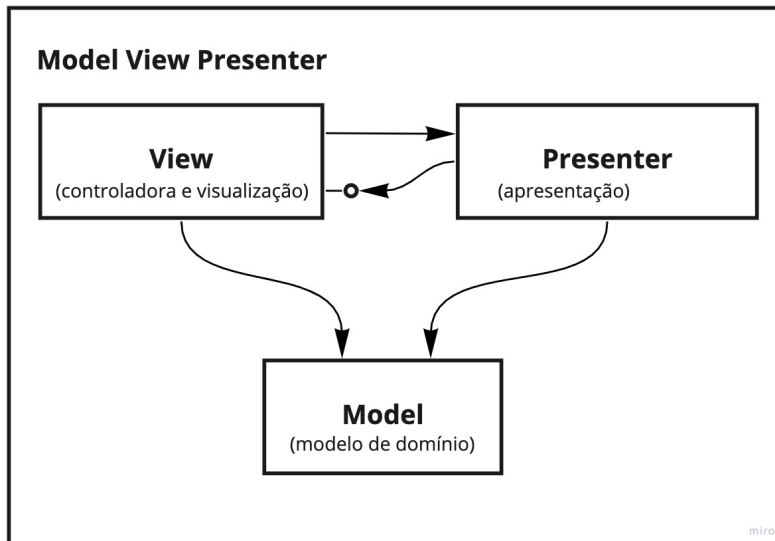 Model View Presenter
View
(controladora e visualização)
Presenter
(apresentação)
Model
(modelo de domínio)
miro